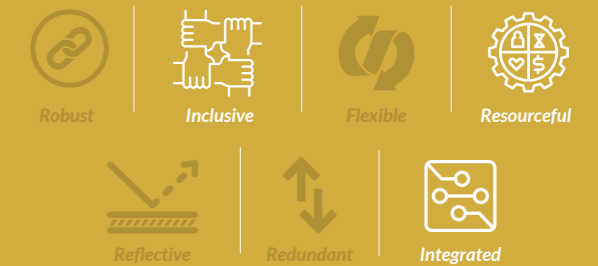 Robust
Inclusive
Flexible
Resourceful
Reflective
Redundant
Integrated